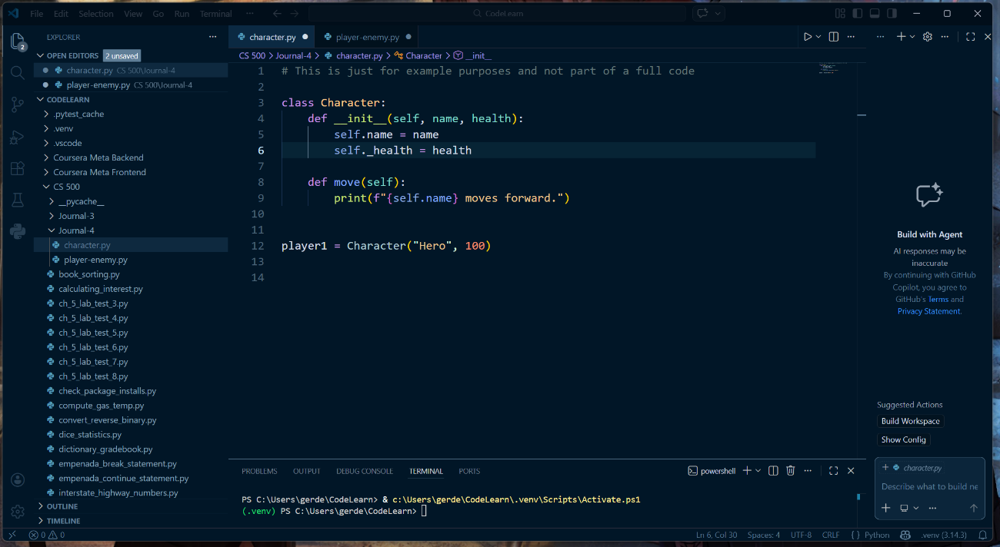 File Edit Selection View Go Run Terminal ··· CodeLearn
EXPLORER ···
OPEN EDITORS 2 unsaved
character.py CS 500\Journal-4
player-enemy.py CS 500\Journal-4
CODELEARN
.pytest_cache
.venv
.vscode
Coursera Meta Backend
Coursera Meta Frontend
CS 500
__pycache__
Journal-3
Journal-4
character.py
player-enemy.py
book_sorting.py
calculating_interest.py
ch_5_lab_test_3.py
ch_5_lab_test_4.py
ch_5_lab_test_5.py
ch_5_lab_test_6.py
ch_5_lab_test_7.py
ch_5_lab_test_8.py
check_package_installs.py
compute_gas_temp.py
convert_reverse_binary.py
dice_statistics.py
dictionary_gradebook.py
empenada_break_statement.py
empenada_continue_statement.py
interstate_highway_numbers.py
OUTLINE
TIMELINE
2
character.py player-enemy.py
CS 500 > Journal-4 > character.py > Character > __init__
1 # This is just for example purposes and not part of a full code
2
3 class Character:
4     def __init__(self, name, health):
5         self.name = name
6         self._health = health
7
8     def move(self):
9         print(f"{self.name} moves forward.")
10
11
12 player1 = Character("Hero", 100)
13
14
PROBLEMS OUTPUT DEBUG CONSOLE TERMINAL PORTS powershell
PS C:\Users\gerde\CodeLearn> & c:\Users\gerde\CodeLearn\.venv\Scripts\Activate.ps1
(.venv) PS C:\Users\gerde\CodeLearn>
Build with Agent
AI responses may be
inaccurate
By continuing with GitHub
Copilot, you agree to
GitHub's Terms and
Privacy Statement.
Suggested Actions
Build Workspace
Show Config
character.py
Describe what to build ne
0 0 Ln 6, Col 30 Spaces: 4 UTF-8 CRLF {} Python .venv (3.14.3)